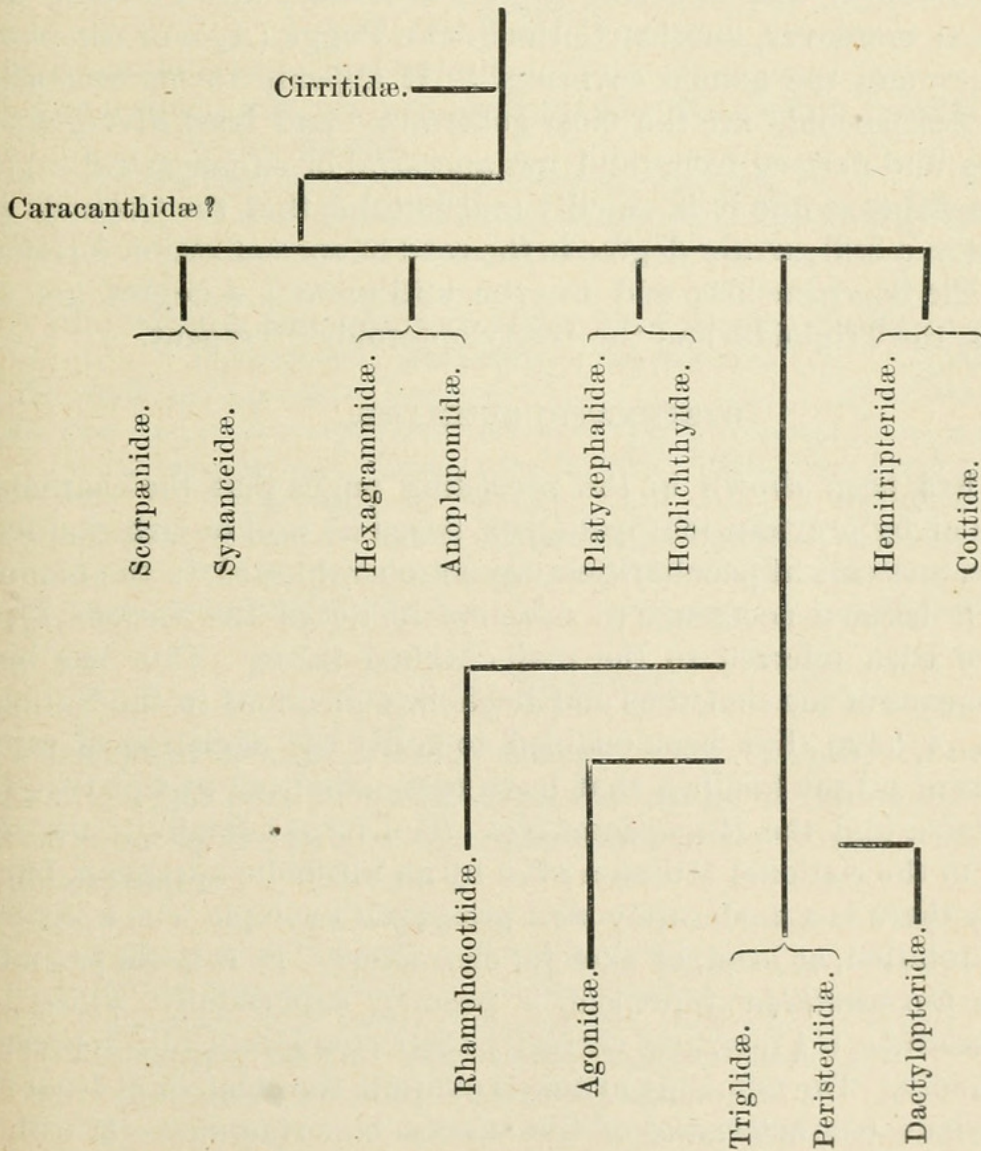 Cirritidæ.
Caracanthidæ?
Scorpænidæ.
Synanceidæ.
Hexagrammidæ.
Anoplopomidæ.
Platycephalidæ.
Hoplichthyidæ.
Hemitripteridæ.
Cottidæ.
Rhamphocottidæ.
Agonidæ.
Triglidæ.
Peristediidæ.
Dactylopteridæ.